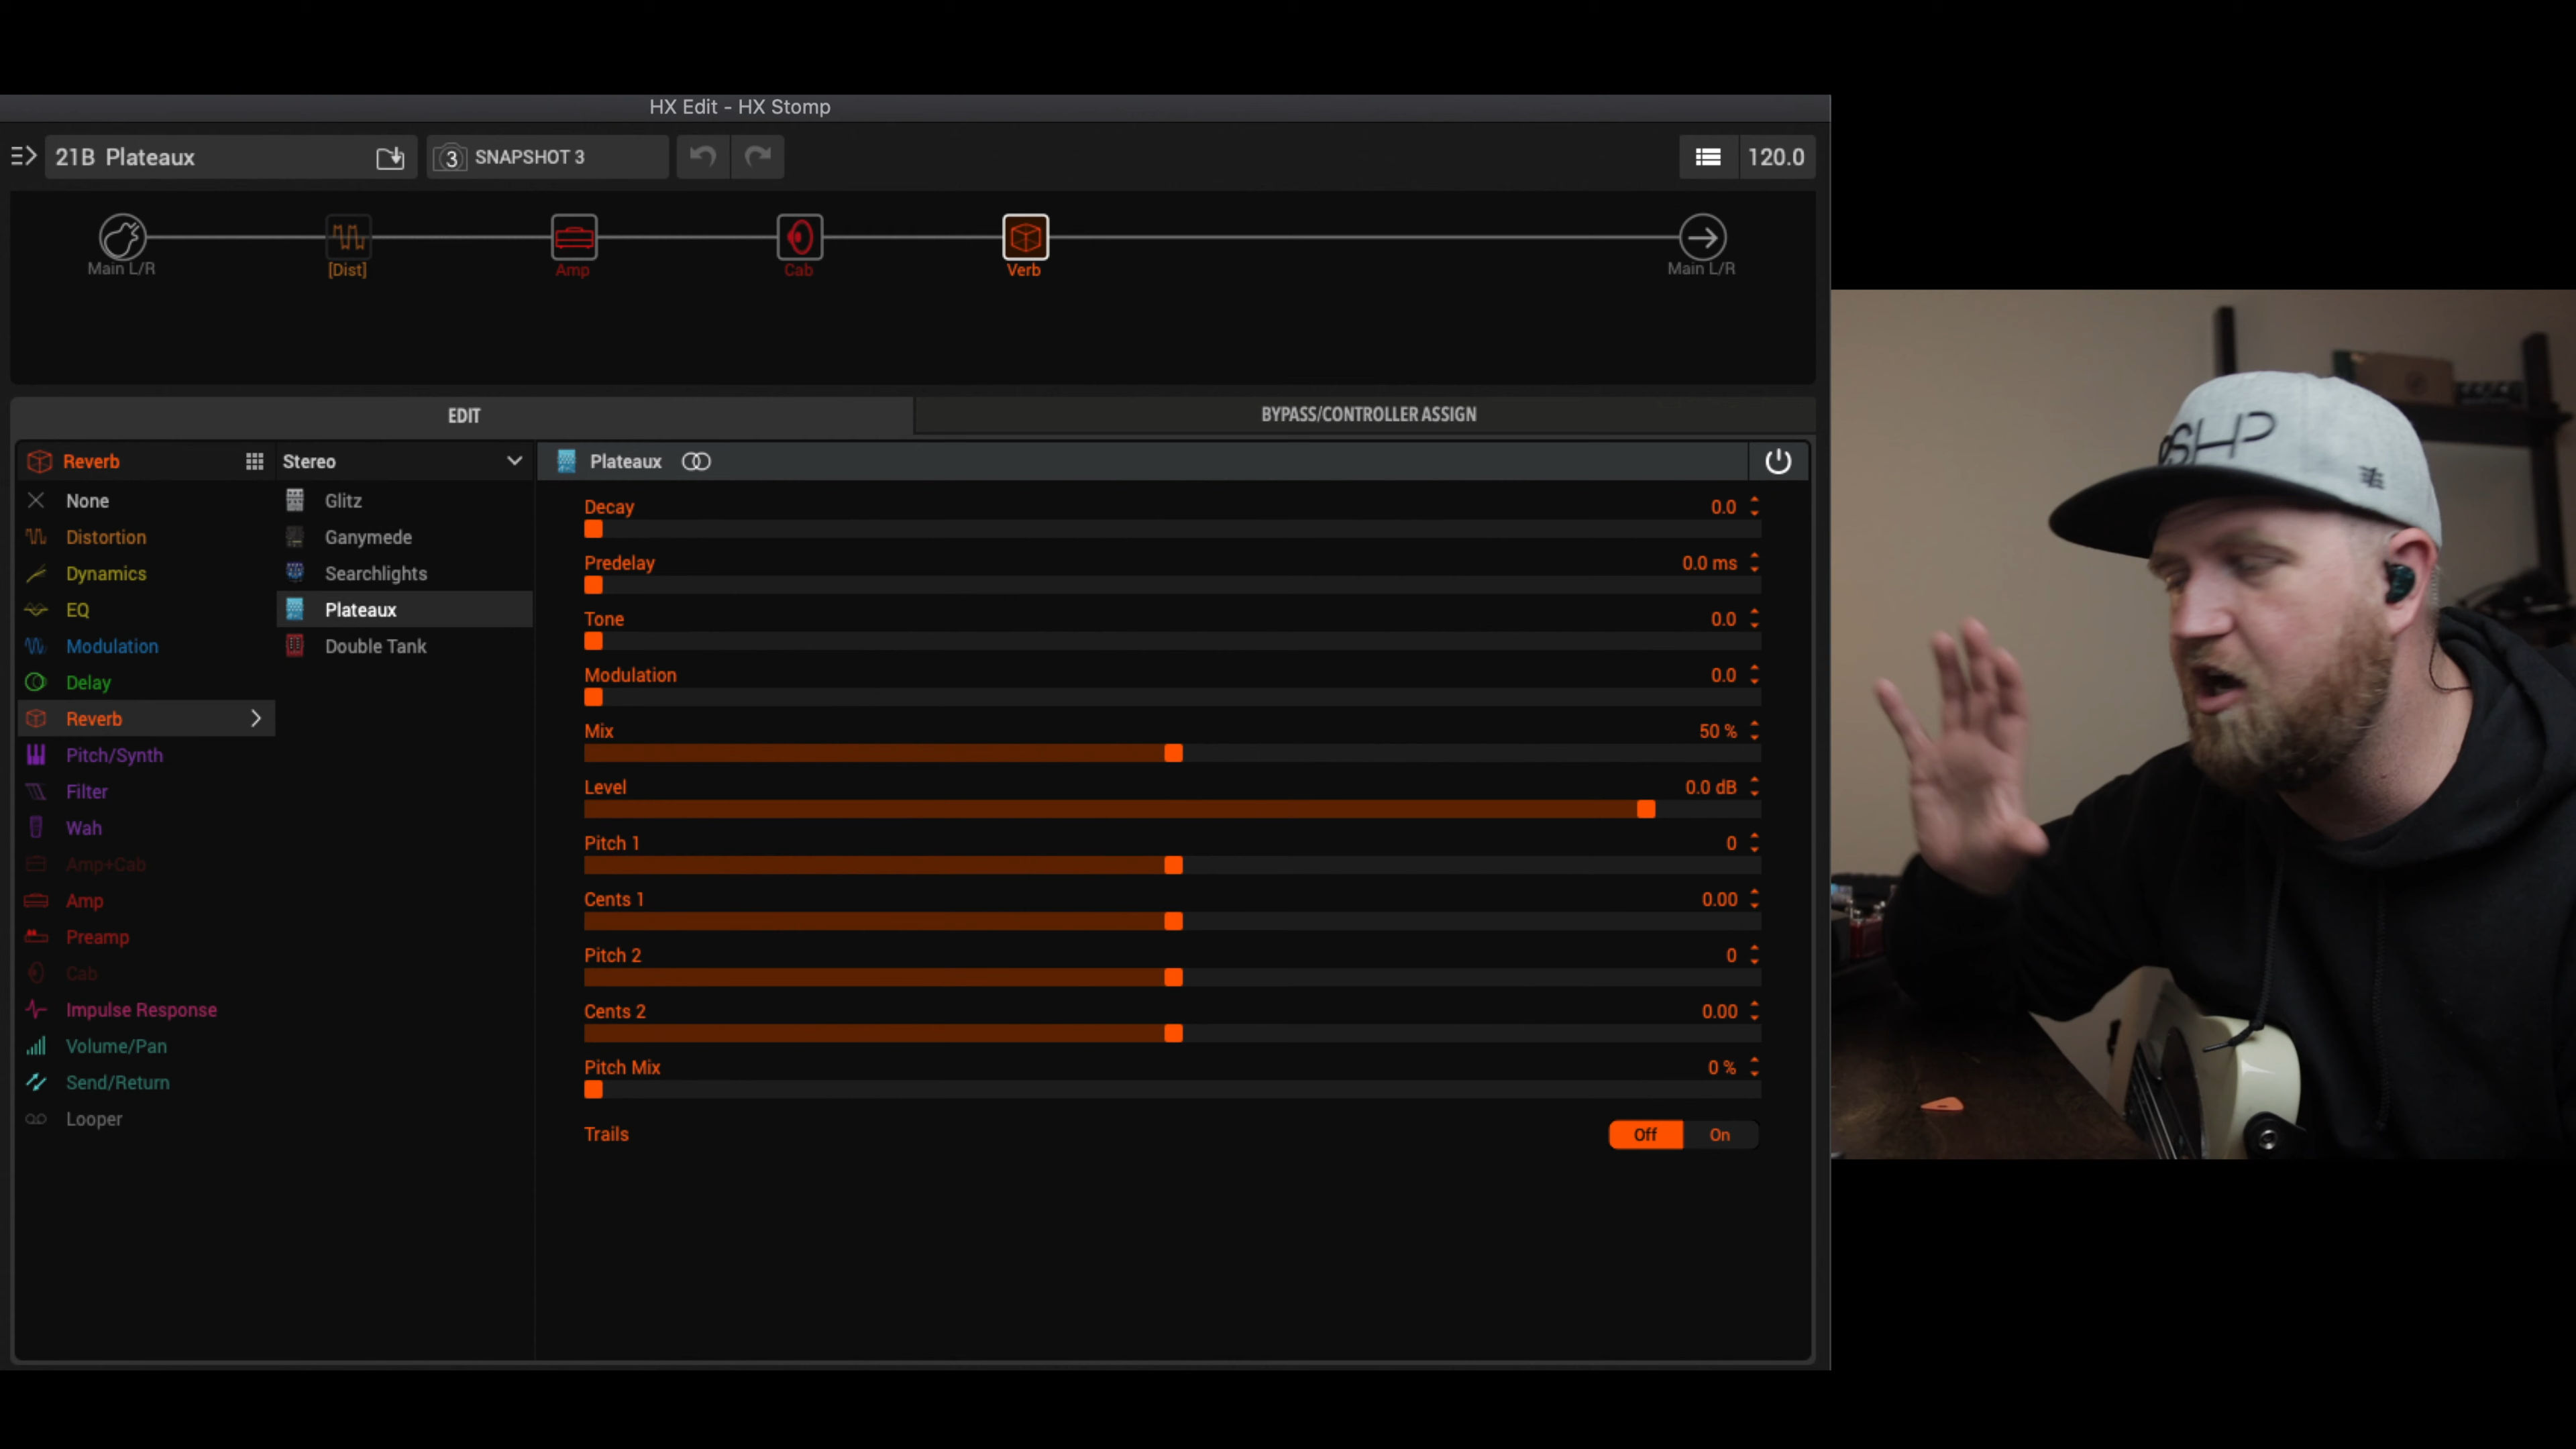 HX Edit - HX Stomp
21B Plateaux
3 SNAPSHOT 3
120.0
Main L/R
[Dist]
Amp
Cab
Verb
Main L/R
EDIT
BYPASS/CONTROLLER ASSIGN
Reverb
Stereo
Plateaux
None
Distortion
Dynamics
EQ
Modulation
Delay
Reverb
Pitch/Synth
Filter
Wah
Amp+Cab
Amp
Preamp
Cab
Impulse Response
Volume/Pan
Send/Return
Looper
Glitz
Ganymede
Searchlights
Plateaux
Double Tank
Decay 0.0
Predelay 0.0 ms
Tone 0.0
Modulation 0.0
Mix 50 %
Level 0.0 dB
Pitch 1 0
Cents 1 0.00
Pitch 2 0
Cents 2 0.00
Pitch Mix 0 %
Trails Off On